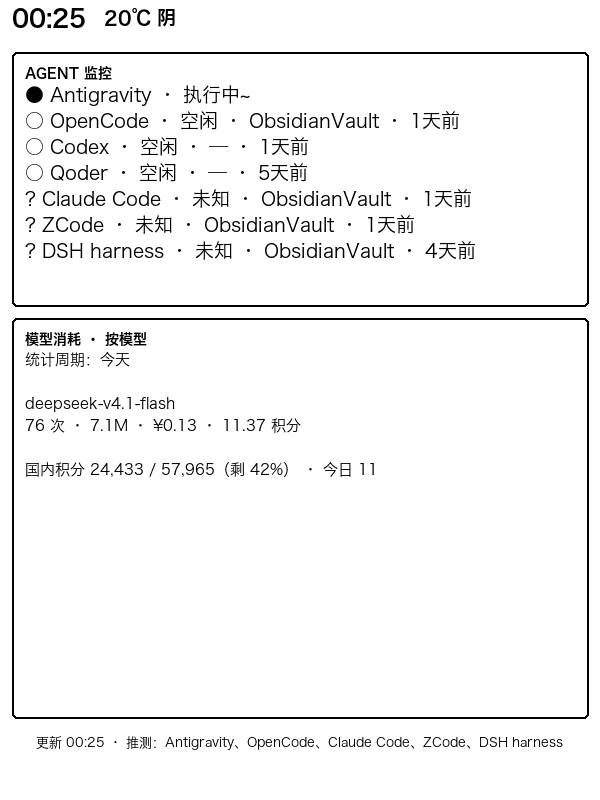 00:25 20℃ 阴
AGENT 监控
● Antigravity · 执行中~
○ OpenCode · 空闲 · ObsidianVault · 1天前
○ Codex · 空闲 · — · 1天前
○ Qoder · 空闲 · — · 5天前
? Claude Code · 未知 · ObsidianVault · 1天前
? ZCode · 未知 · ObsidianVault · 1天前
? DSH harness · 未知 · ObsidianVault · 4天前
模型消耗 · 按模型
统计周期：今天
deepseek-v4.1-flash
76 次 · 7.1M · ¥0.13 · 11.37 积分
国内积分 24,433 / 57,965（剩 42%） · 今日 11
更新 00:25 · 推测：Antigravity、OpenCode、Claude Code、ZCode、DSH harness